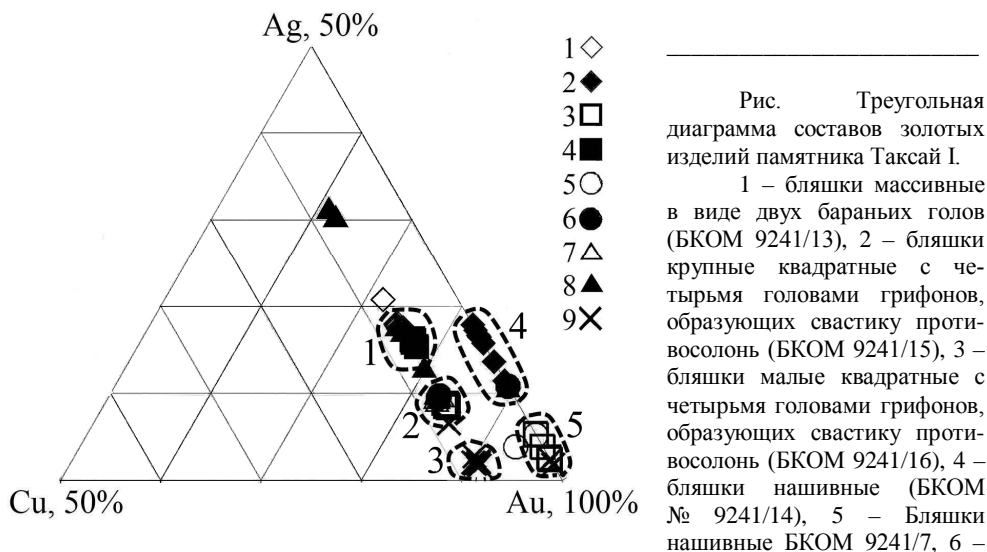 Ag, 50%
1
2
3
4
5
6
7
8
9
4
1
2
5
3
Cu, 50%
Au, 100%
Рис. Треугольная
диаграмма составов золотых
изделий памятника Таксай I.
1 – бляшки массивные
в виде двух бараньих голов
(БКОМ 9241/13), 2 – бляшки
крупные квадратные с че-
тырьмя головами грифонов,
образующих свастику проти-
восолонь (БКОМ 9241/15), 3 –
бляшки малые квадратные с
четырьмя головами грифонов,
образующих свастику проти-
восолонь (БКОМ 9241/16), 4 –
бляшки нашивные (БКОМ
№ 9241/14), 5 – Бляшки
нашивные БКОМ 9241/7, 6 –